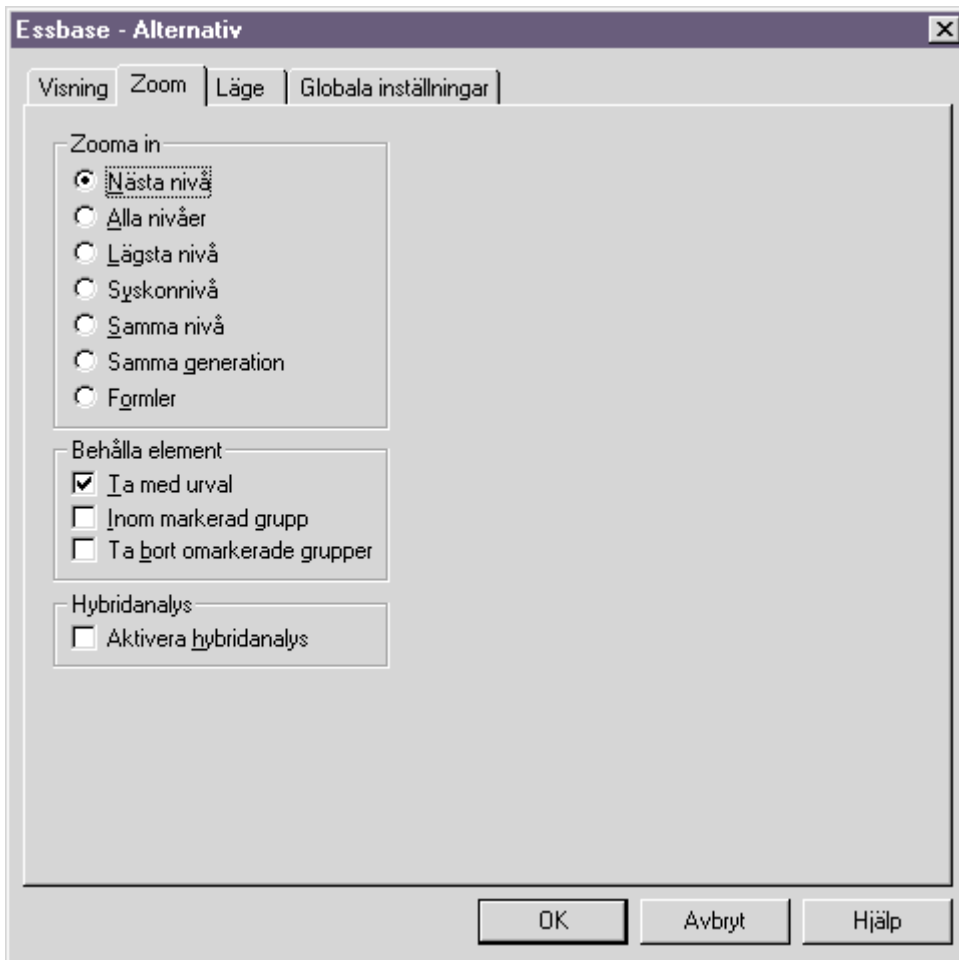 Essbase - Alternativ
Visning Zoom Läge Globala inställningar
Zooma in
Nästa nivå
Alla nivåer
Lägsta nivå
Syskonnivå
Samma nivå
Samma generation
Formler
Behålla element
Ta med urval
Inom markerad grupp
Ta bort omarkerade grupper
Hybridanalys
Aktivera hybridanalys
OK Avbryt Hjälp